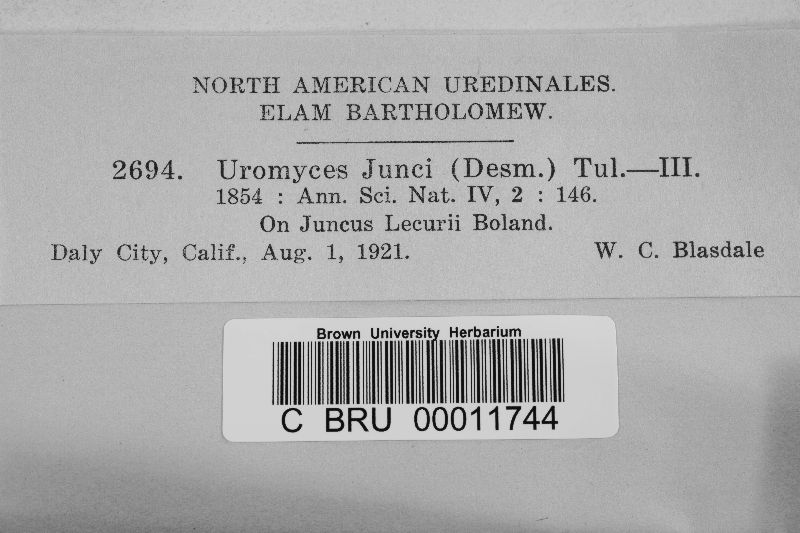 NORTH AMERICAN UREDINALES.
ELAM BARTHOLOMEW.
2694. Uromyces Junci (Desm.) Tul.—III.
1854 : Ann. Sci. Nat. IV, 2 : 146.
On Juncus Lecurii Boland.
Daly City, Calif., Aug. 1, 1921. W. C. Blasdale
Brown University Herbarium
C BRU 00011744